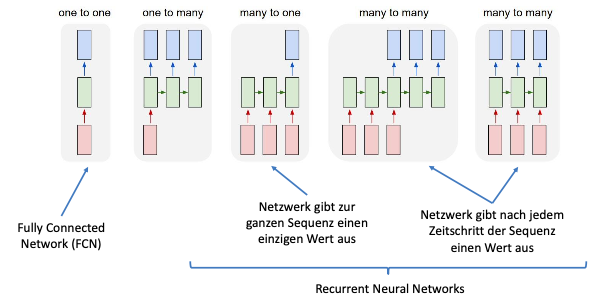 one to one
one to many
many to one
many to many
many to many
Fully Connected
Network (FCN)
Netzwerk gibt zur
ganzen Sequenz einen
einzigen Wert aus
Netzwerk gibt nach jedem
Zeitschritt der Sequenz
einen Wert aus
Recurrent Neural Networks